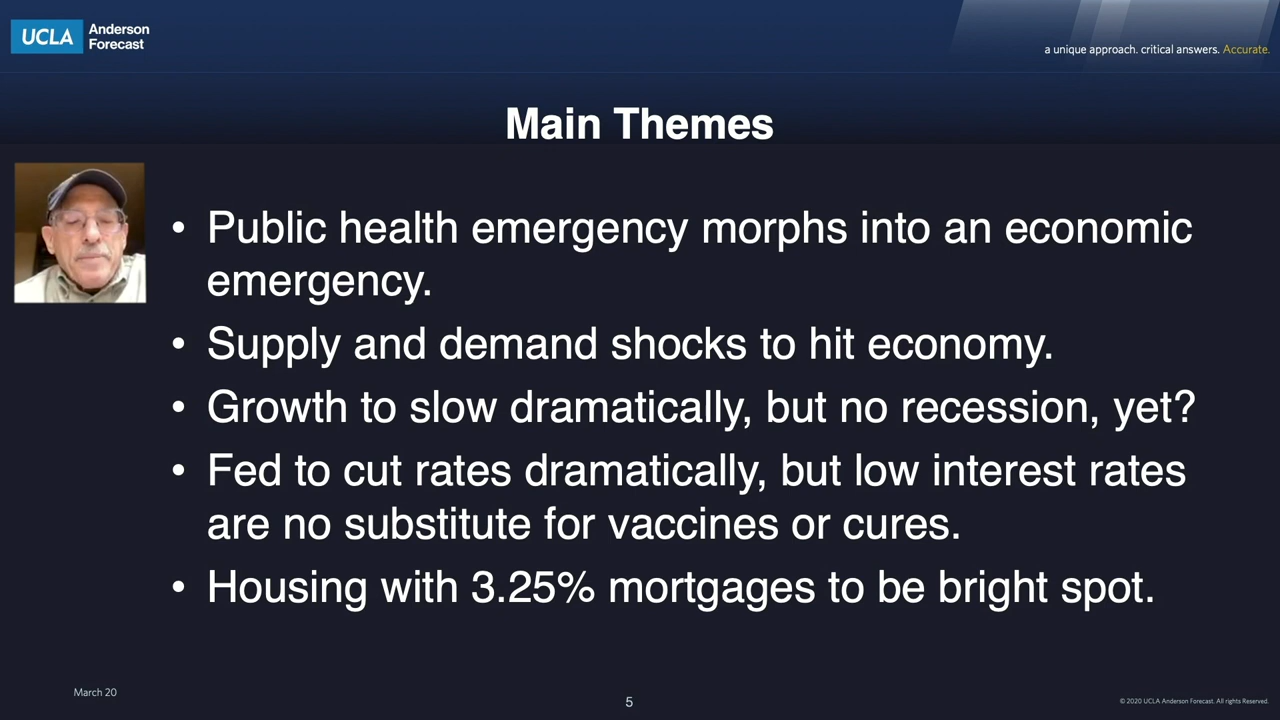 UCLA Anderson
Forecast
a unique approach. critical answers. Accurate.
Main Themes
• Public health emergency morphs into an economic
emergency.
• Supply and demand shocks to hit economy.
• Growth to slow dramatically, but no recession, yet?
• Fed to cut rates dramatically, but low interest rates
are no substitute for vaccines or cures.
• Housing with 3.25% mortgages to be bright spot.
March 20
5
© 2020 UCLA Anderson Forecast. All rights Reserved.